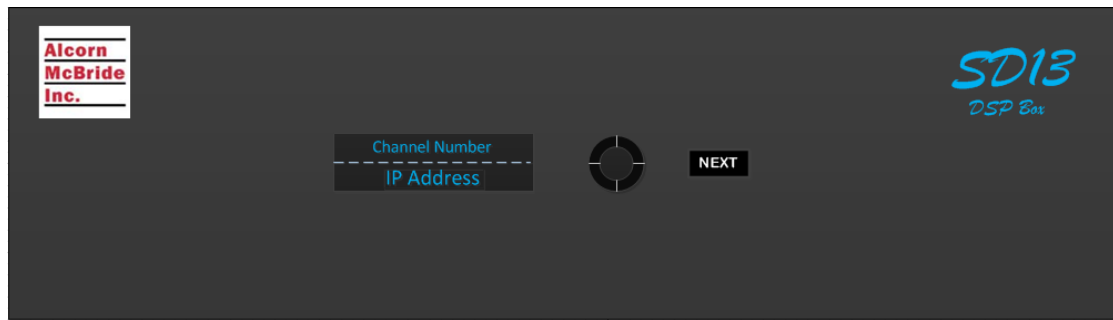 Alcorn
McBride
Inc.
SD13
DSP Box
Channel Number
IP Address
NEXT